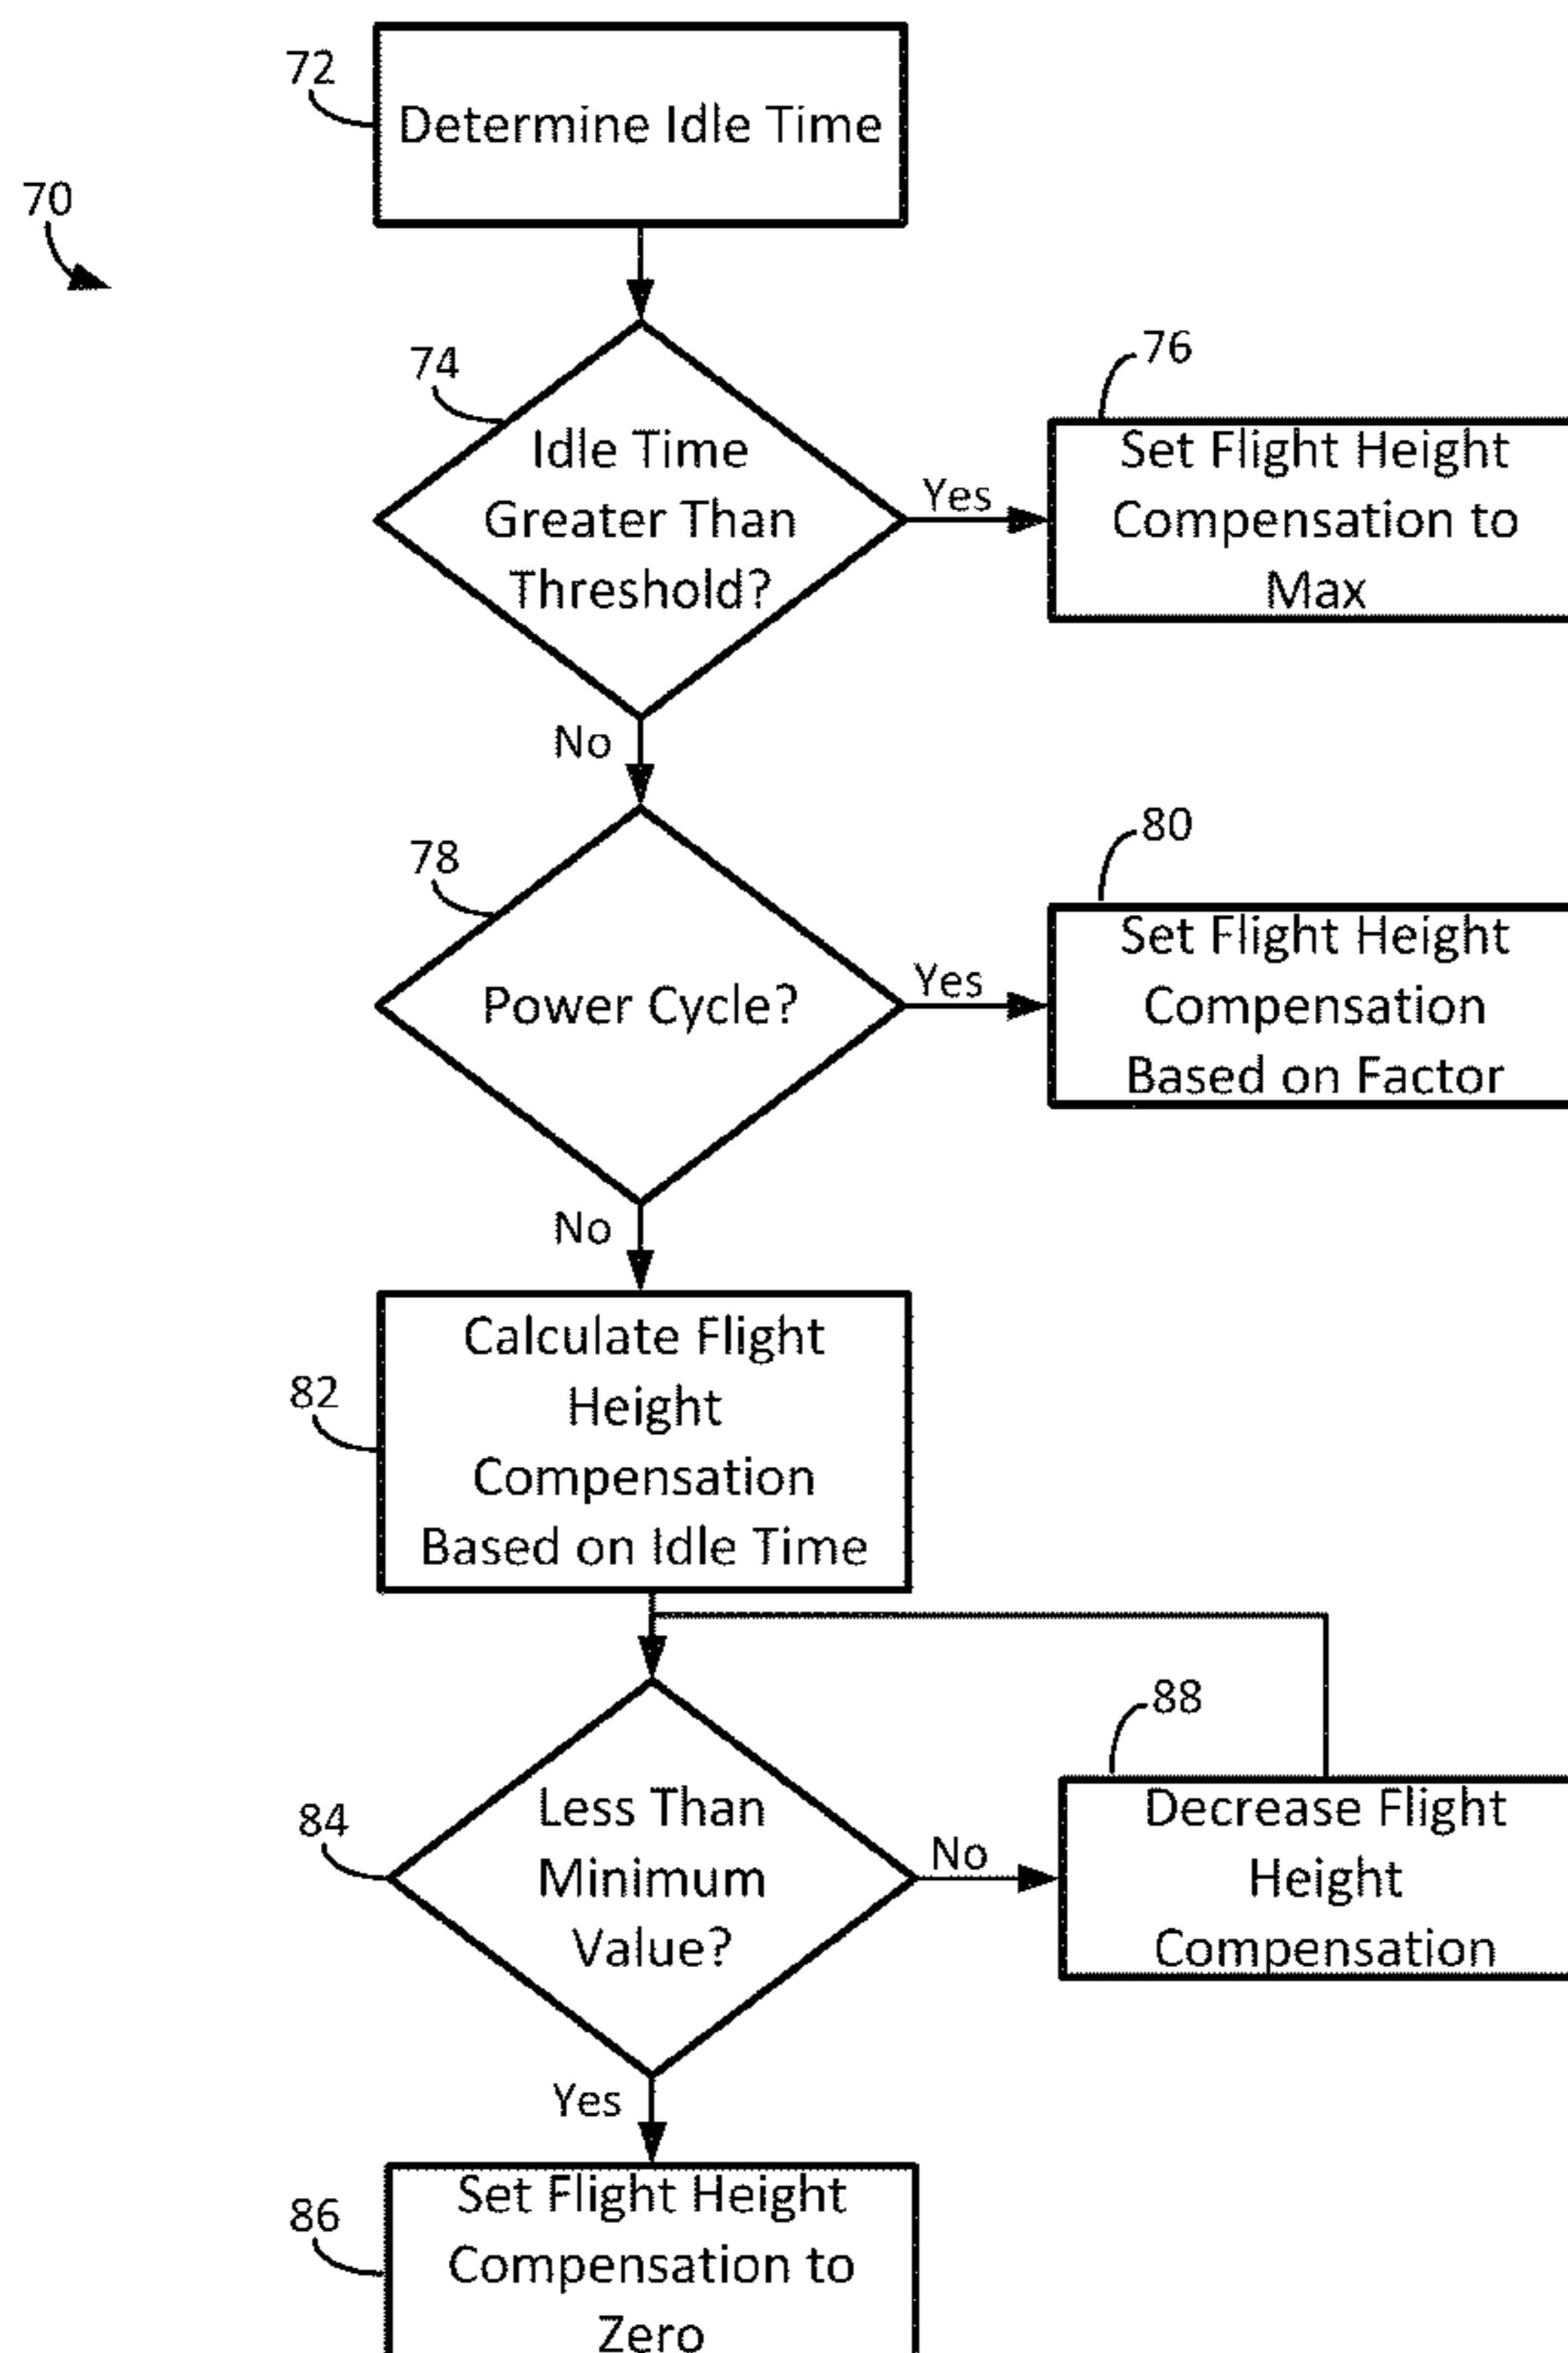 72
Determine Idle Time
70
74
Idle Time
Greater Than
Threshold?
Yes
76
Set Flight Height
Compensation to
Max
No
78
Power Cycle?
Yes
80
Set Flight Height
Compensation
Based on Factor
No
82
Calculate Flight
Height
Compensation
Based on Idle Time
84
Less Than
Minimum
Value?
No
88
Decrease Flight
Height
Compensation
Yes
86
Set Flight Height
Compensation to
Zero